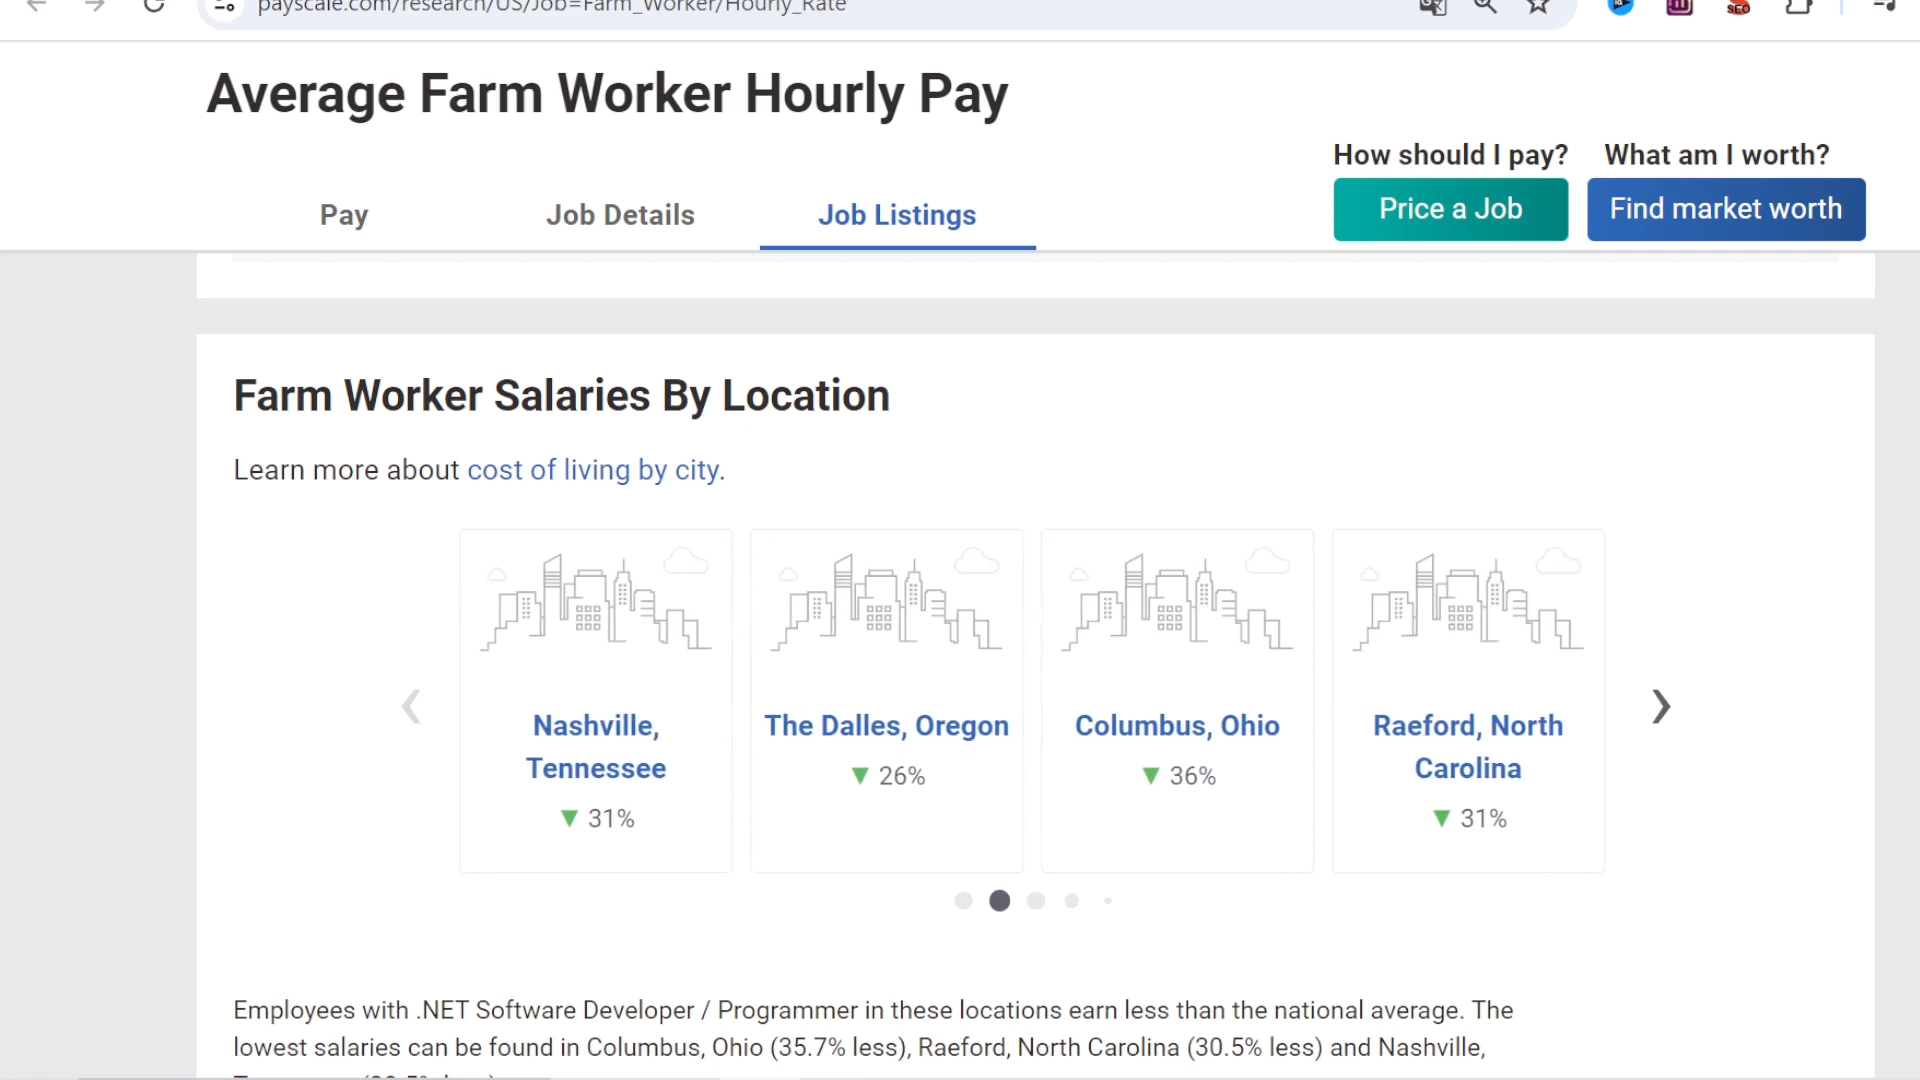 payscale.com/research/US/Job=Farm_Worker/Hourly_Rate
SEO
Average Farm Worker Hourly Pay
How should I pay? What am I worth?
Pay Job Details Job Listings Price a Job Find market worth
Farm Worker Salaries By Location
Learn more about cost of living by city.
Nashville, Tennessee
▼ 31%
The Dalles, Oregon
▼ 26%
Columbus, Ohio
▼ 36%
Raeford, North Carolina
▼ 31%
Employees with .NET Software Developer / Programmer in these locations earn less than the national average. The
lowest salaries can be found in Columbus, Ohio (35.7% less), Raeford, North Carolina (30.5% less) and Nashville,